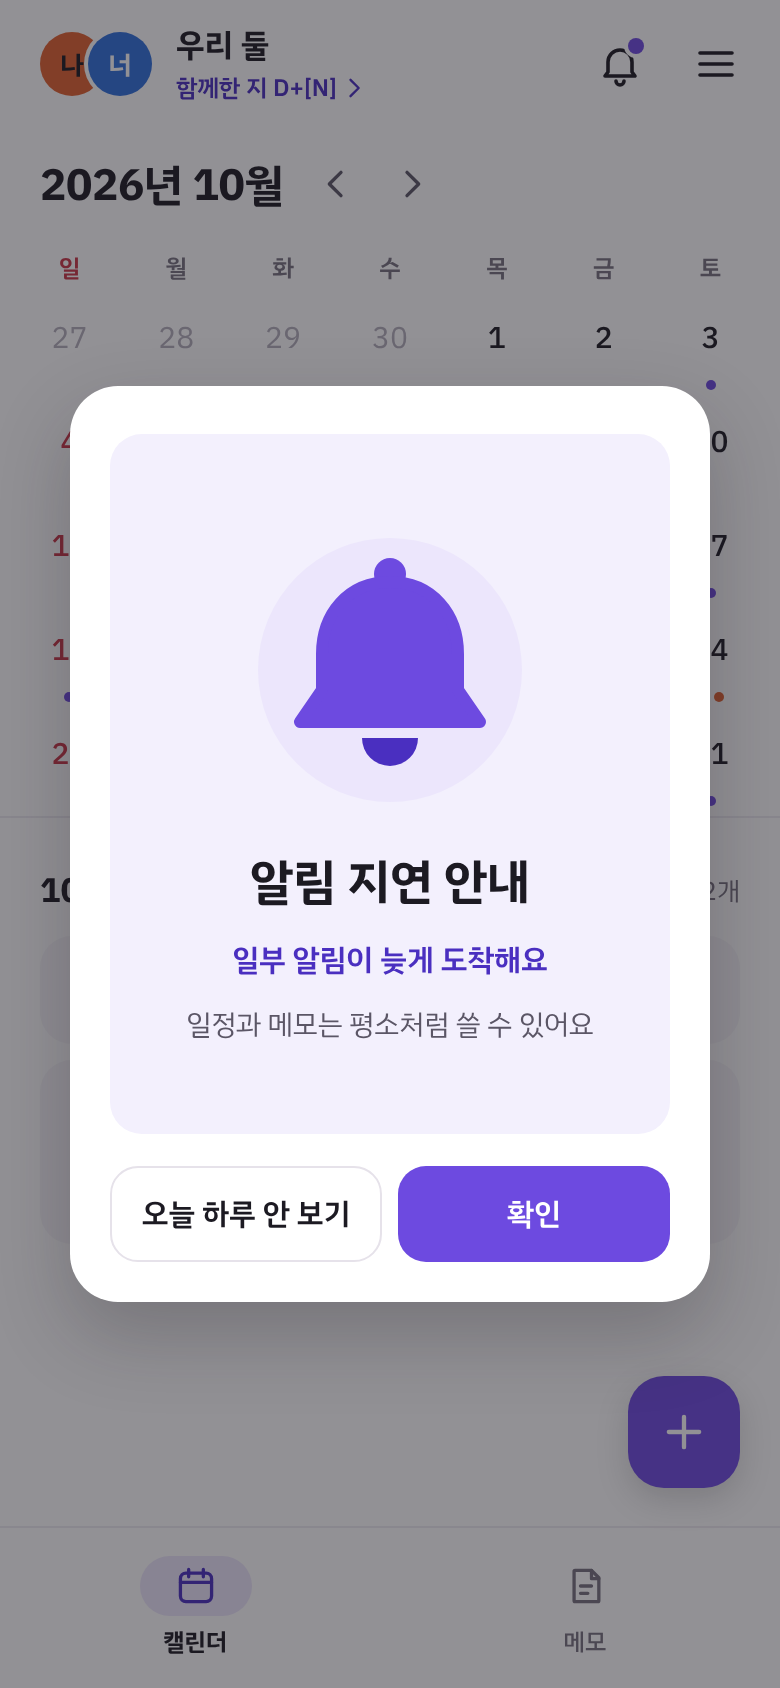 나 너 우리 둘
함께한 지 D+[N]
2026년 10월
일 월 화 수 목 금 토
27 28 29 30 1 2 3
알림 지연 안내
일부 알림이 늦게 도착해요
일정과 메모는 평소처럼 쓸 수 있어요
오늘 하루 안 보기 확인
캘린더 메모